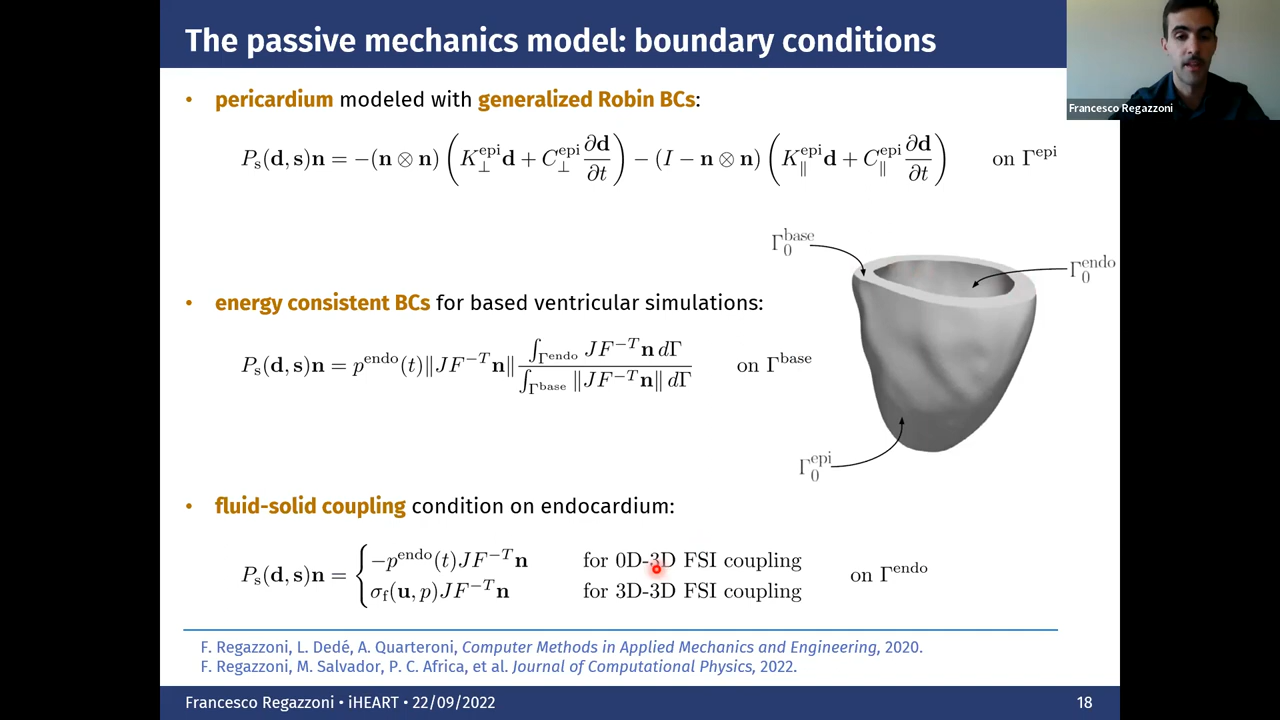 The passive mechanics model: boundary conditions
Francesco Regazzoni
• pericardium modeled with generalized Robin BCs:
P_s(d, s)n = −(n ⊗ n) (K_⊥^epi d + C_⊥^epi ∂d/∂t) − (I − n ⊗ n) (K_∥^epi d + C_∥^epi ∂d/∂t) on Γ^epi
Γ_0^base
Γ_0^endo
• energy consistent BCs for based ventricular simulations:
P_s(d, s)n = p^endo(t)‖JF^−T n‖ ∫_Γ^endo JF^−T n dΓ / ∫_Γ^base ‖JF^−T n‖ dΓ on Γ^base
Γ_0^epi
• fluid-solid coupling condition on endocardium:
P_s(d, s)n = { −p^endo(t)JF^−T n for 0D-3D FSI coupling
σ_f(u, p)JF^−T n for 3D-3D FSI coupling
on Γ^endo
F. Regazzoni, L. Dedé, A. Quarteroni, Computer Methods in Applied Mechanics and Engineering, 2020.
F. Regazzoni, M. Salvador, P. C. Africa, et al. Journal of Computational Physics, 2022.
Francesco Regazzoni • iHEART • 22/09/2022
18